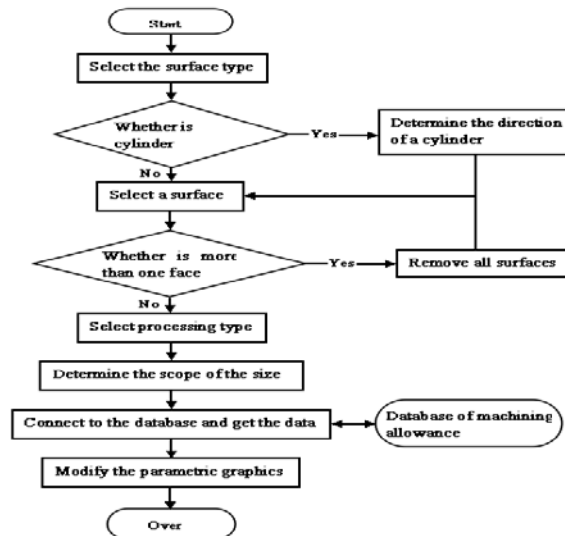 Start
Select the surface type
Whether is
cylinder
Yes
Determine the direction
of a cylinder
No
Select a surface
Whether is more
than one face
Yes
Remove all surfaces
No
Select processing type
Determine the scope of the size
Connect to the database and get the data
Database of machining
allowance
Modify the parametric graphics
Over